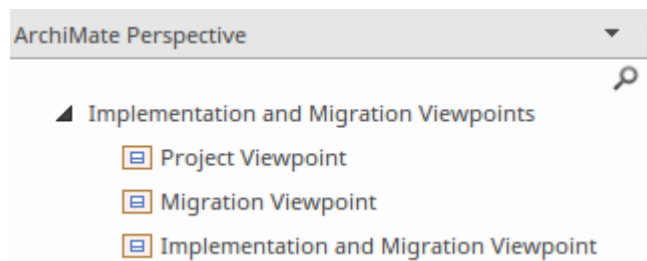 ArchiMate Perspective
Implementation and Migration Viewpoints
Project Viewpoint
Migration Viewpoint
Implementation and Migration Viewpoint